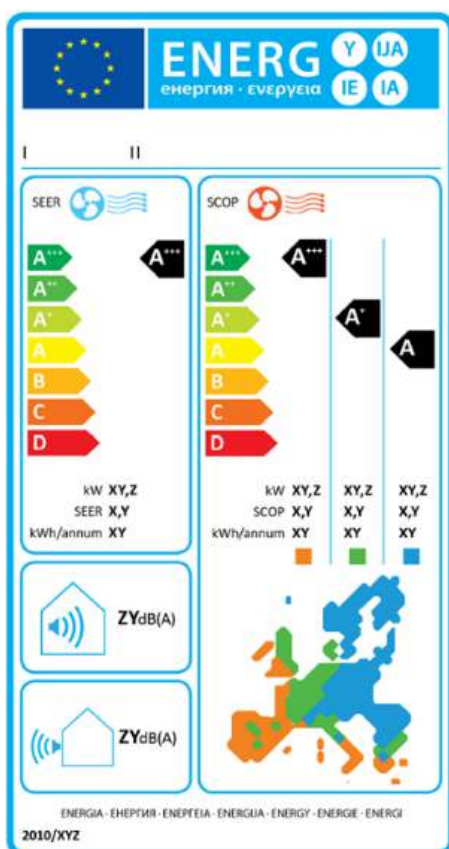 ENERG Y IJA
енергия · ενεργεια IE IA
I II
SEER
A+++ A+++
A++
A+
A
B
C
D
kW XY,Z
SEER X,Y
kWh/annum XY
SCOP
A+++ A+++
A++
A+ A+
A A
B
C
D
kW XY,Z XY,Z XY,Z
SCOP X,Y X,Y X,Y
kWh/annum XY XY XY
ZYdB(A)
ZYdB(A)
ENERGIA · ЕНЕРГИЯ · ΕΝΕΡΓΕΙΑ · ENERGIJA · ENERGY · ENERGIE · ENERGI
2010/XYZ